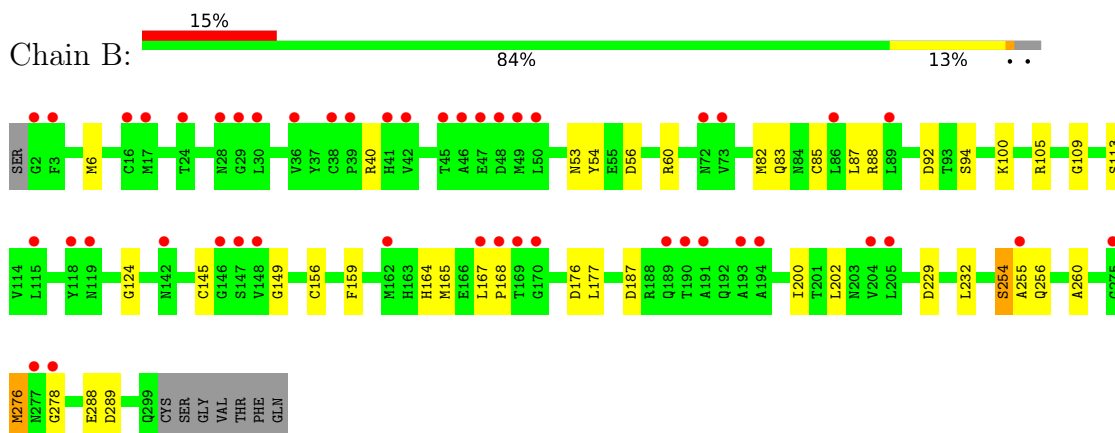 15%
Chain B:
84% 13% • •
SER G2 F3 M6 C16 M17 T24 N28 G29 L30 V36 Y37 C38 P39 R40 H41 V42 T45 A46 E47 D48 M49 L50 N53 Y54 E55 D56 R60 N72 V73 M82 Q83 N84 C85 L86 L87 R88 L89 D92 T93 S94 K100 R105 G109 S113
V114 L115 Y118 N119 G124 N142 C145 G146 S147 V148 G149 C156 F159 M162 H163 H164 M165 E166 L167 P168 T169 G170 D176 L177 D187 R188 Q189 T190 A191 Q192 A193 A194 I200 T201 L202 N203 V204 L205 D229 L232 S254 A255 Q256 A260
M276 N277 G278 E288 D289 Q299 CYS SER GLY VAL THR PHE GLN